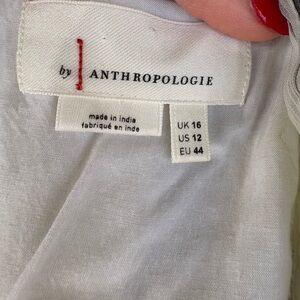 by ANTHROPOLOGIE
made in india
fabriqué en inde
UK 16
US 12
EU 44